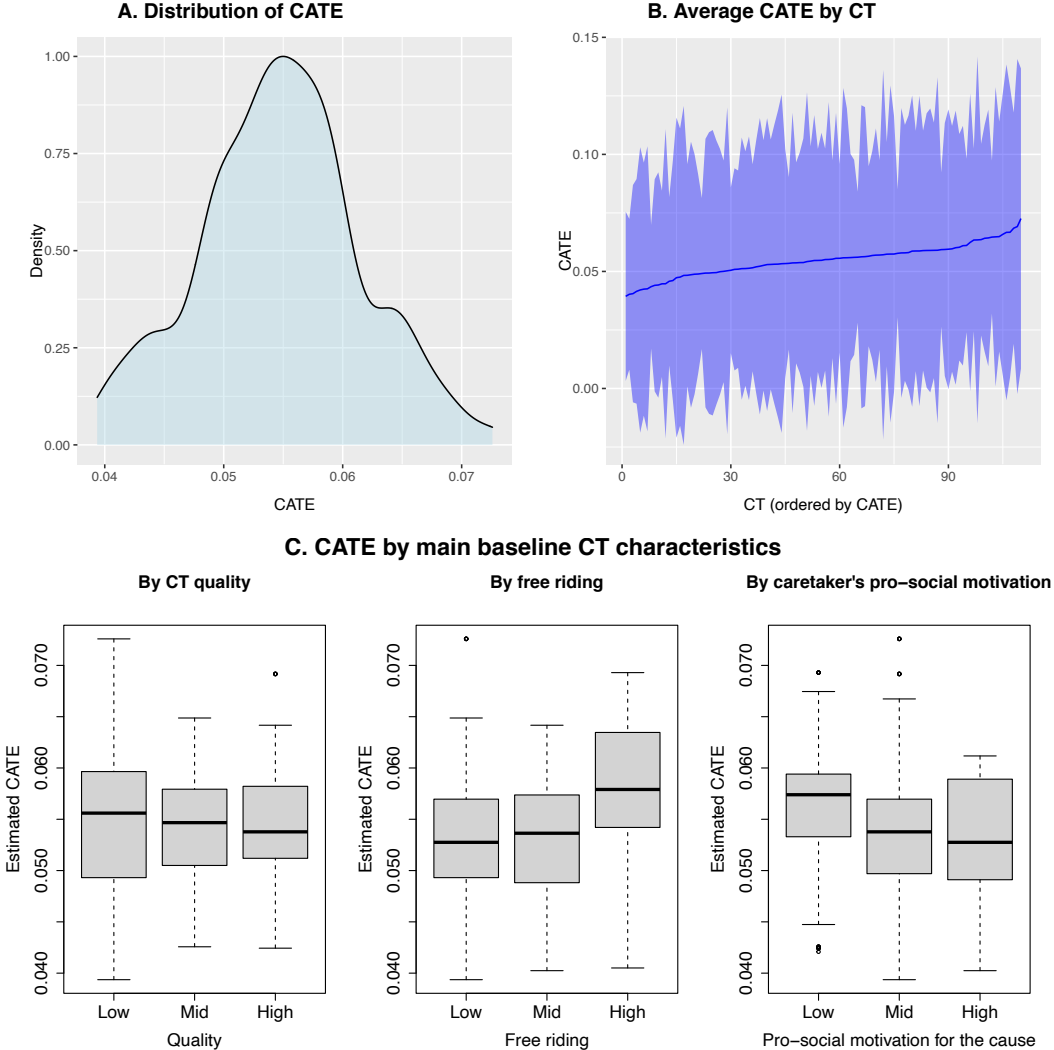 A. Distribution of CATE
1.00
0.75
0.50
0.25
0.00
Density
0.04 0.05 0.06 0.07
CATE
B. Average CATE by CT
0.15
0.10
0.05
0.00
CATE
0 30 60 90
CT (ordered by CATE)
C. CATE by main baseline CT characteristics
By CT quality
0.070
0.060
0.050
0.040
Estimated CATE
Low Mid High
Quality
By free riding
0.070
0.060
0.050
0.040
Estimated CATE
Low Mid High
Free riding
By caretaker's pro−social motivation
0.070
0.060
0.050
0.040
Estimated CATE
Low Mid High
Pro−social motivation for the cause